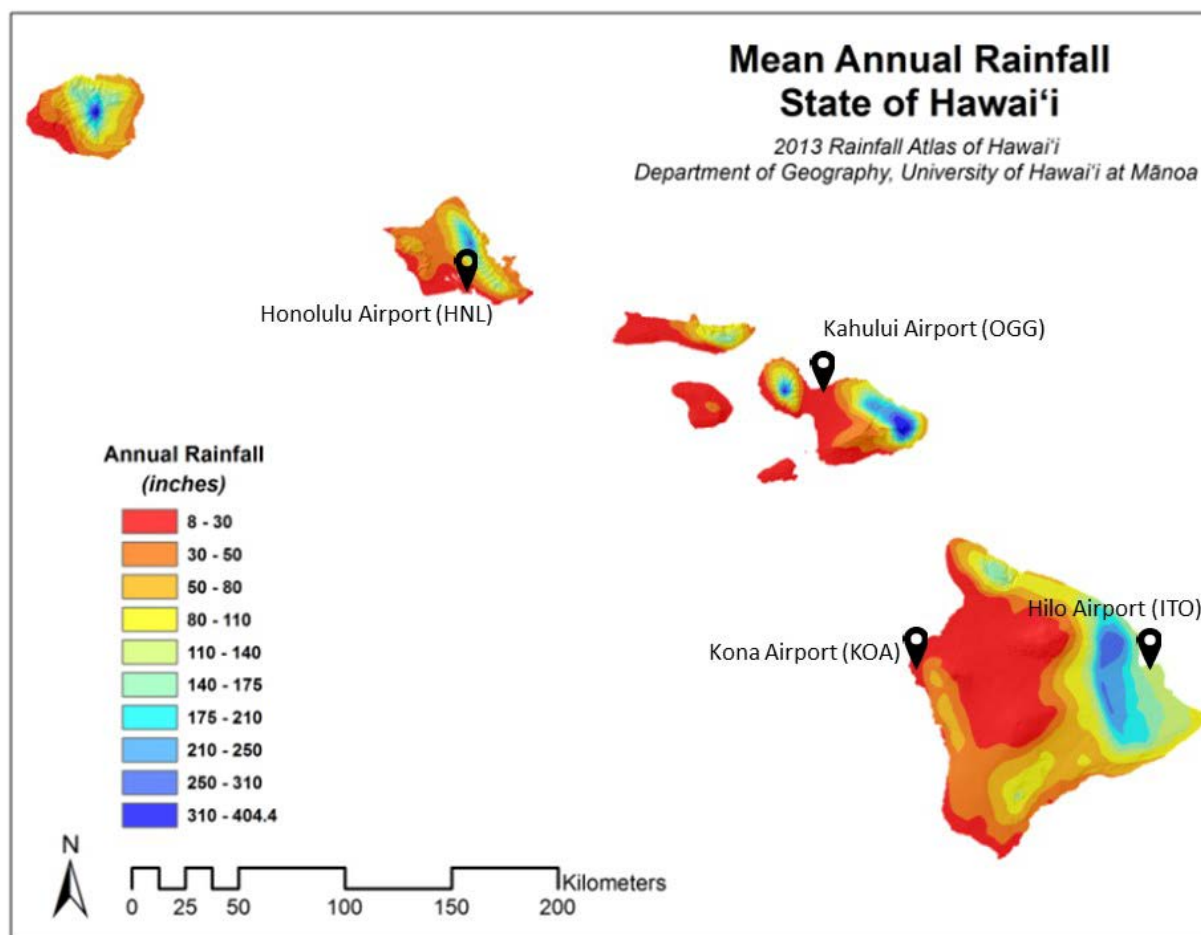 Mean Annual Rainfall
State of Hawai‘i
2013 Rainfall Atlas of Hawai‘i
Department of Geography, University of Hawai‘i at Mānoa
Honolulu Airport (HNL)
Kahului Airport (OGG)
Annual Rainfall
(inches)
8 - 30
30 - 50
50 - 80
80 - 110
110 - 140
140 - 175
175 - 210
210 - 250
250 - 310
310 - 404.4
Hilo Airport (ITO)
Kona Airport (KOA)
N
Kilometers
0 25 50 100 150 200